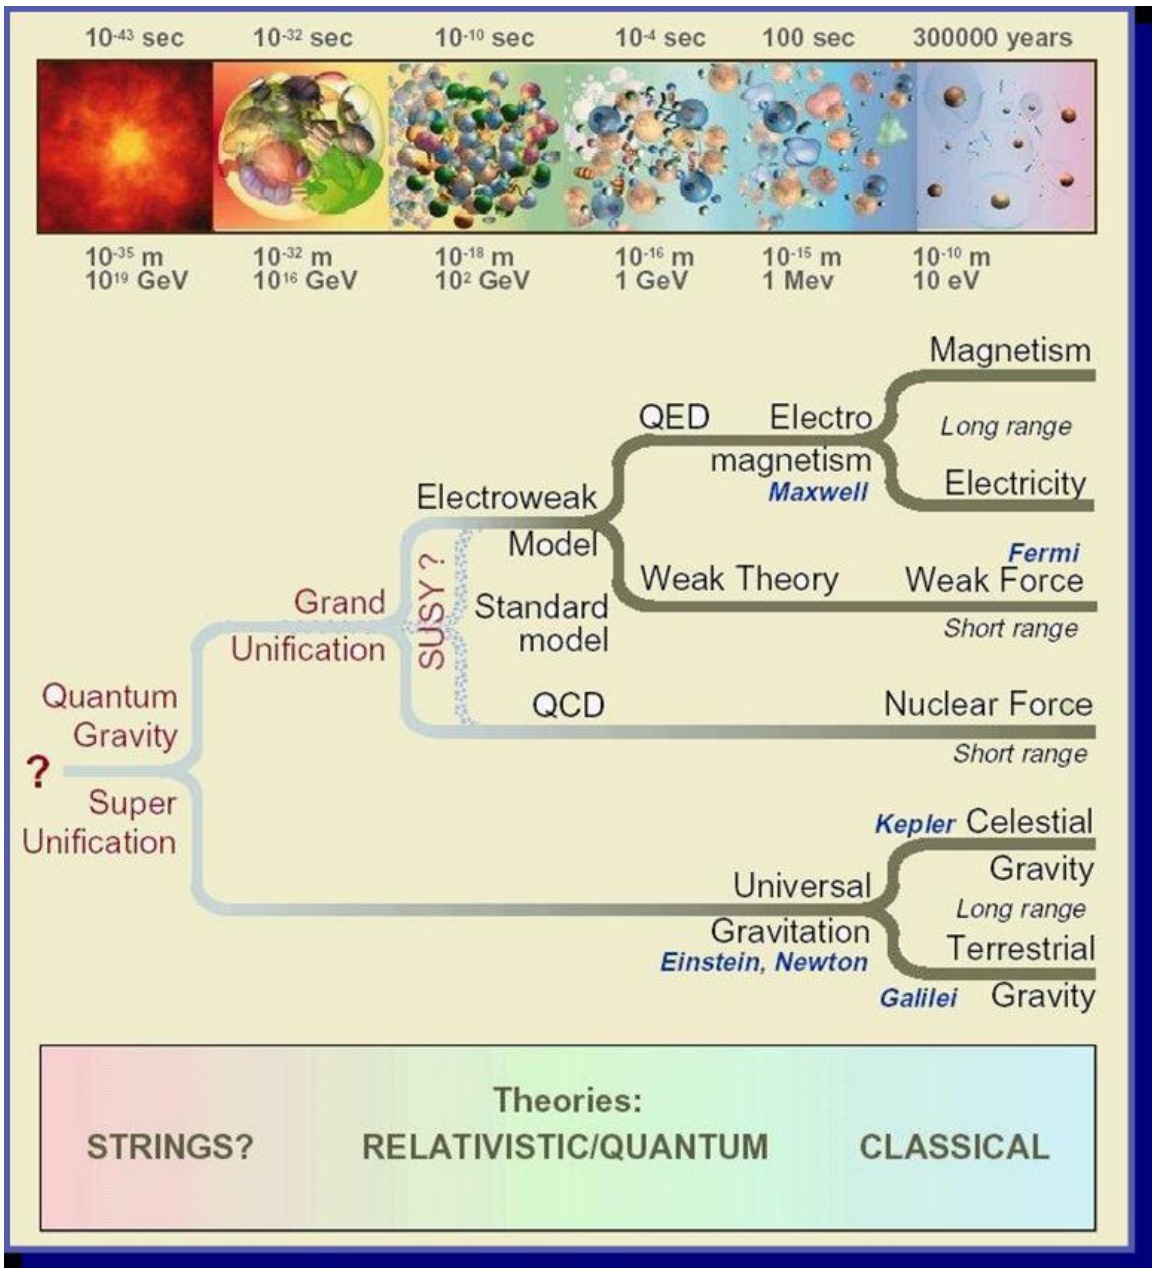 10-43 sec 10-32 sec 10-10 sec 10-4 sec 100 sec 300000 years
10-35 m 10-32 m 10-18 m 10-16 m 10-15 m 10-10 m
1019 GeV 1016 GeV 102 GeV 1 GeV 1 Mev 10 eV
Magnetism
QED Electro
magnetism
Maxwell
Long range
Electricity
Electroweak
Model
Fermi
Weak Theory Weak Force
Short range
SUSY ?
Standard
model
Grand
Unification
QCD Nuclear Force
Short range
Quantum
Gravity
?
Super
Unification
Kepler Celestial
Gravity
Universal
Gravitation
Einstein, Newton
Long range
Terrestrial
Galilei Gravity
Theories:
STRINGS? RELATIVISTIC/QUANTUM CLASSICAL